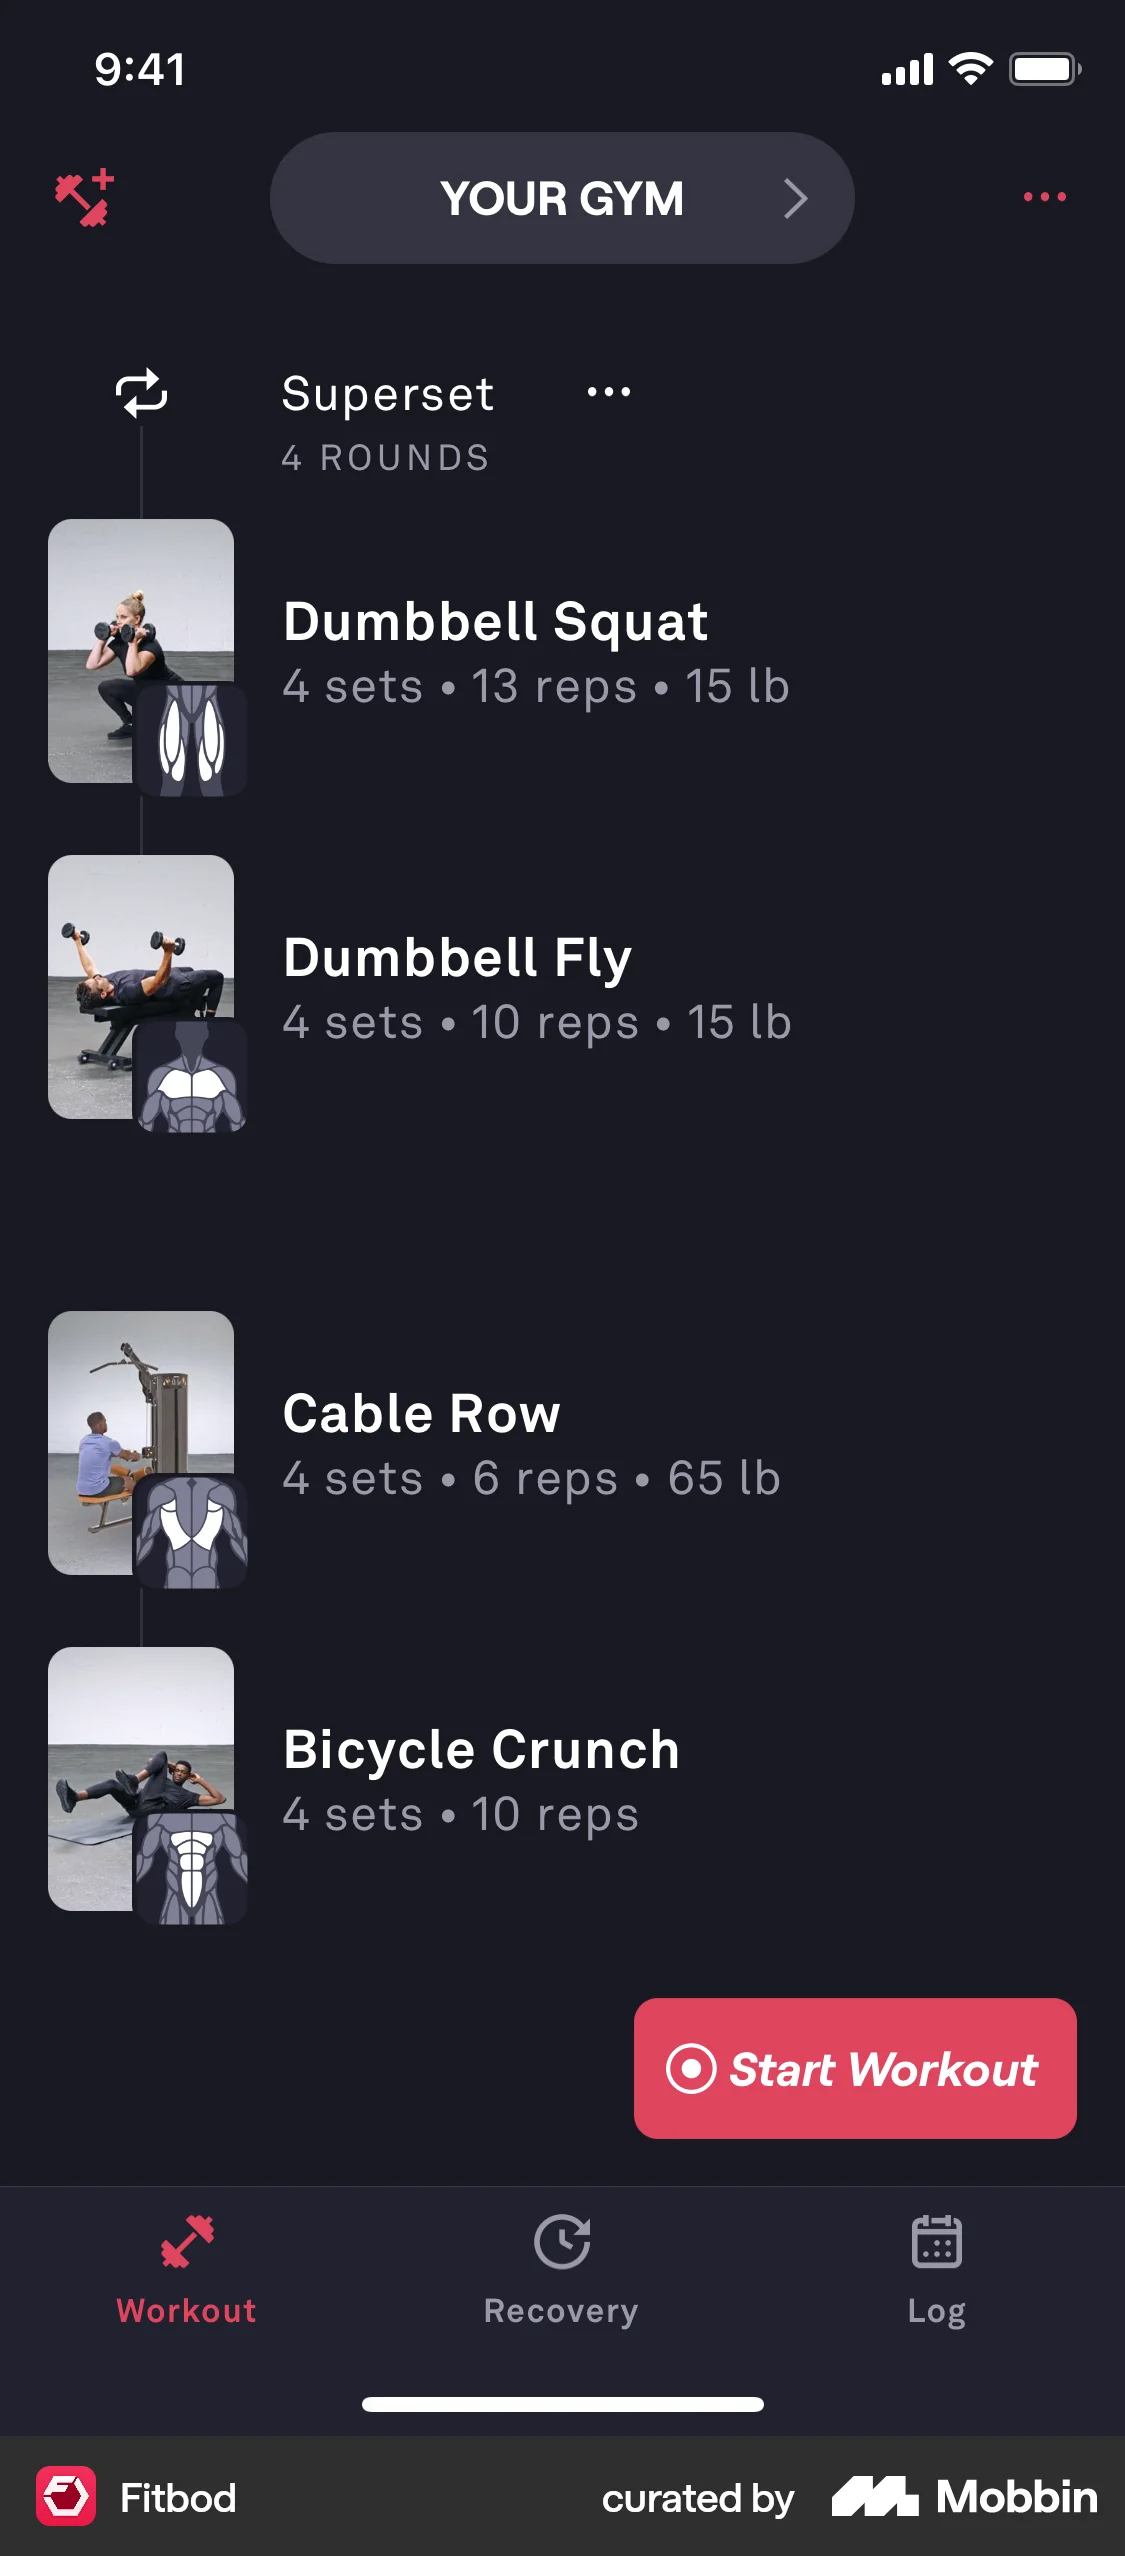 9:41
YOUR GYM
Superset
4 ROUNDS
Dumbbell Squat
4 sets • 13 reps • 15 lb
Dumbbell Fly
4 sets • 10 reps • 15 lb
Cable Row
4 sets • 6 reps • 65 lb
Bicycle Crunch
4 sets • 10 reps
Start Workout
Workout Recovery Log
Fitbod curated by Mobbin